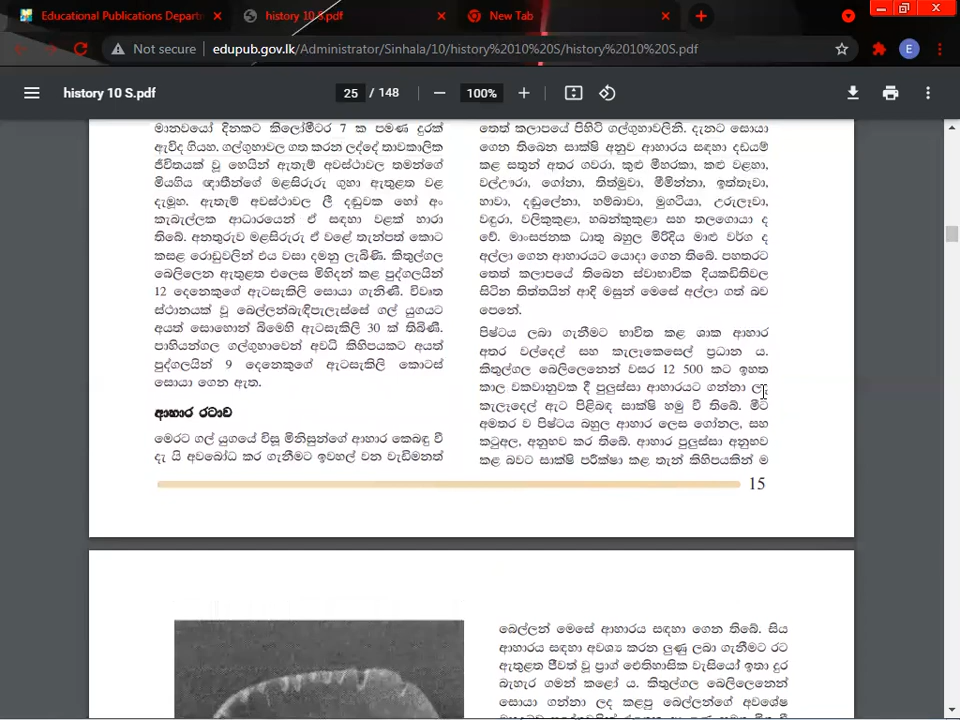 Educational Publications Depart
history 10 S.pdf
New Tab
Not secure
edupub.gov.lk/Administrator/Sinhala/10/history%2010%20S/history%2010%20S.pdf
E
history 10 S.pdf
25 / 148
100%
මානවයෝ දිනකට කිලෝමීටර 7 ක පමණ දුරක්
ඇවිද ගියහ. ගල්ගුහාවල ගත කරන ලද්දේ තාවකාලික
ජීවිතයක් වූ හෙයින් ඇතැම් අවස්ථාවල තමන්ගේ
මියගිය ඥාතීන්ගේ මළසිරුරු ගුහා ඇතුළත වළ
දැමූහ. ඇතැම් අවස්ථාවල ලී දඬුවක හෝ අං
කැබැල්ලක ආධාරයෙන් ඒ සඳහා වළක් හාරා
තිබේ. අනතුරුව මළසිරුර ඒ වළේ තැන්පත් කොට
කසළ රොඩුවලින් එය වසා දමනු ලැබිණි. කිතුල්ගල
බෙලිලෙන ඇතුළත එලෙස මිහිදන් කළ පුද්ගලයින්
12 දෙනෙකුගේ ඇටසැකිලි සොයා ගැනිණි. විවෘත
ස්ථානයක් වූ බෙල්ලන්බැඳිපැලැස්සේ ගල් යුගයට
අයත් සොහොන් බිමෙහි ඇටසැකිලි 30 ක් තිබිණි.
පාහියන්ගල ගල්ගුහාවෙන් අවධි කිහිපයකට අයත්
පුද්ගලයින් 9 දෙනෙකුගේ ඇටසැකිලි කොටස්
සොයා ගෙන ඇත.
ආහාර රටාව
මෙරට ගල් යුගයේ විසූ මිනිසුන්ගේ ආහාර කෙබඳු වී
දැ යි අවබෝධ කර ගැනීමට ඉවහල් වන වැඩිමනත්
තෙත් කලාපයේ පිහිටි ගල්ගුහාවලිනි. දැනට සොයා
ගෙන තිබෙන සාක්ෂි අනුව ආහාරය සඳහා දඩයම්
කළ සතුන් අතර ගවරා, කුළු මීහරකා, කළු වළහා,
වල්ඌරා, ගෝනා, තිත්මුවා, මීමින්නා, ඉත්තෑවා,
හාවා, දඬුලේනා, හම්බාවා, මුගටියා, උරුලෑවා,
වඳුරා, වලිකුකුළා, හබන්කුකුළා සහ තලගොයා ද
වේ. මාංසජනක ධාතු බහුල මිරිදිය මාළු වර්ග ද
අල්ලා ගෙන ආහාරයට යොදා ගෙන තිබේ. පහතරට
තෙත් කලාපයේ තිබෙන ස්වාභාවික දියකඩිතිවල
සිටින තිත්තයින් ආදි මසුන් මෙසේ අල්ලා ගත් බව
පෙනේ.
පිෂ්ටය ලබා ගැනීමට භාවිත කළ ශාක ආහාර
අතර වල්දෙල් සහ කැලෑකෙසෙල් ප්‍රධාන ය.
කිතුල්ගල බෙලිලෙනෙන් වසර 12 500 කට ඉහත
කාල වකවානුවක දී පුලුස්සා ආහාරයට ගන්නා ලද
කැලෑදෙල් ඇට පිළිබඳ සාක්ෂි හමු වී තිබේ. මීට
අමතර ව පිෂ්ටය බහුල ආහාර ලෙස ගෝනල, සහ
කටුඅල, අනුභව කර තිබේ. ආහාර පුලුස්සා අනුභව
කළ බවට සාක්ෂි පරීක්ෂා කළ තැන් කිහිපයකින් ම
15
බෙල්ලන් මෙසේ ආහාරය සඳහා ගෙන තිබේ. සිය
ආහාරය සඳහා අවශ්‍ය කරන ලුණු ලබා ගැනීමට රට
ඇතුළත ජීවත් වූ ප්‍රාග් ඓතිහාසික වැසියෝ ඉතා දුර
බැහැර ගමන් කළෝ ය. කිතුල්ගල බෙලිලෙනෙන්
සොයා ගන්නා ලද කළපු බෙල්ලන්ගේ අවශේෂ